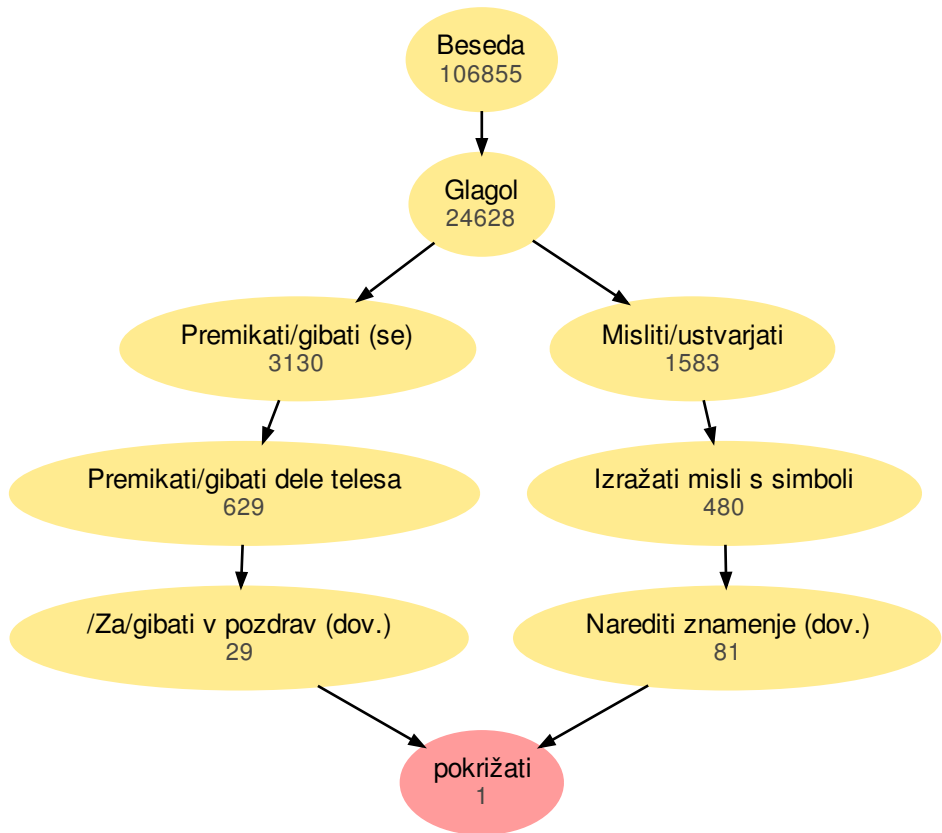 Beseda
106855
Glagol
24628
Premikati/gibati (se)
3130
Misliti/ustvarjati
1583
Premikati/gibati dele telesa
629
Izražati misli s simboli
480
/Za/gibati v pozdrav (dov.)
29
Narediti znamenje (dov.)
81
pokrižati
1